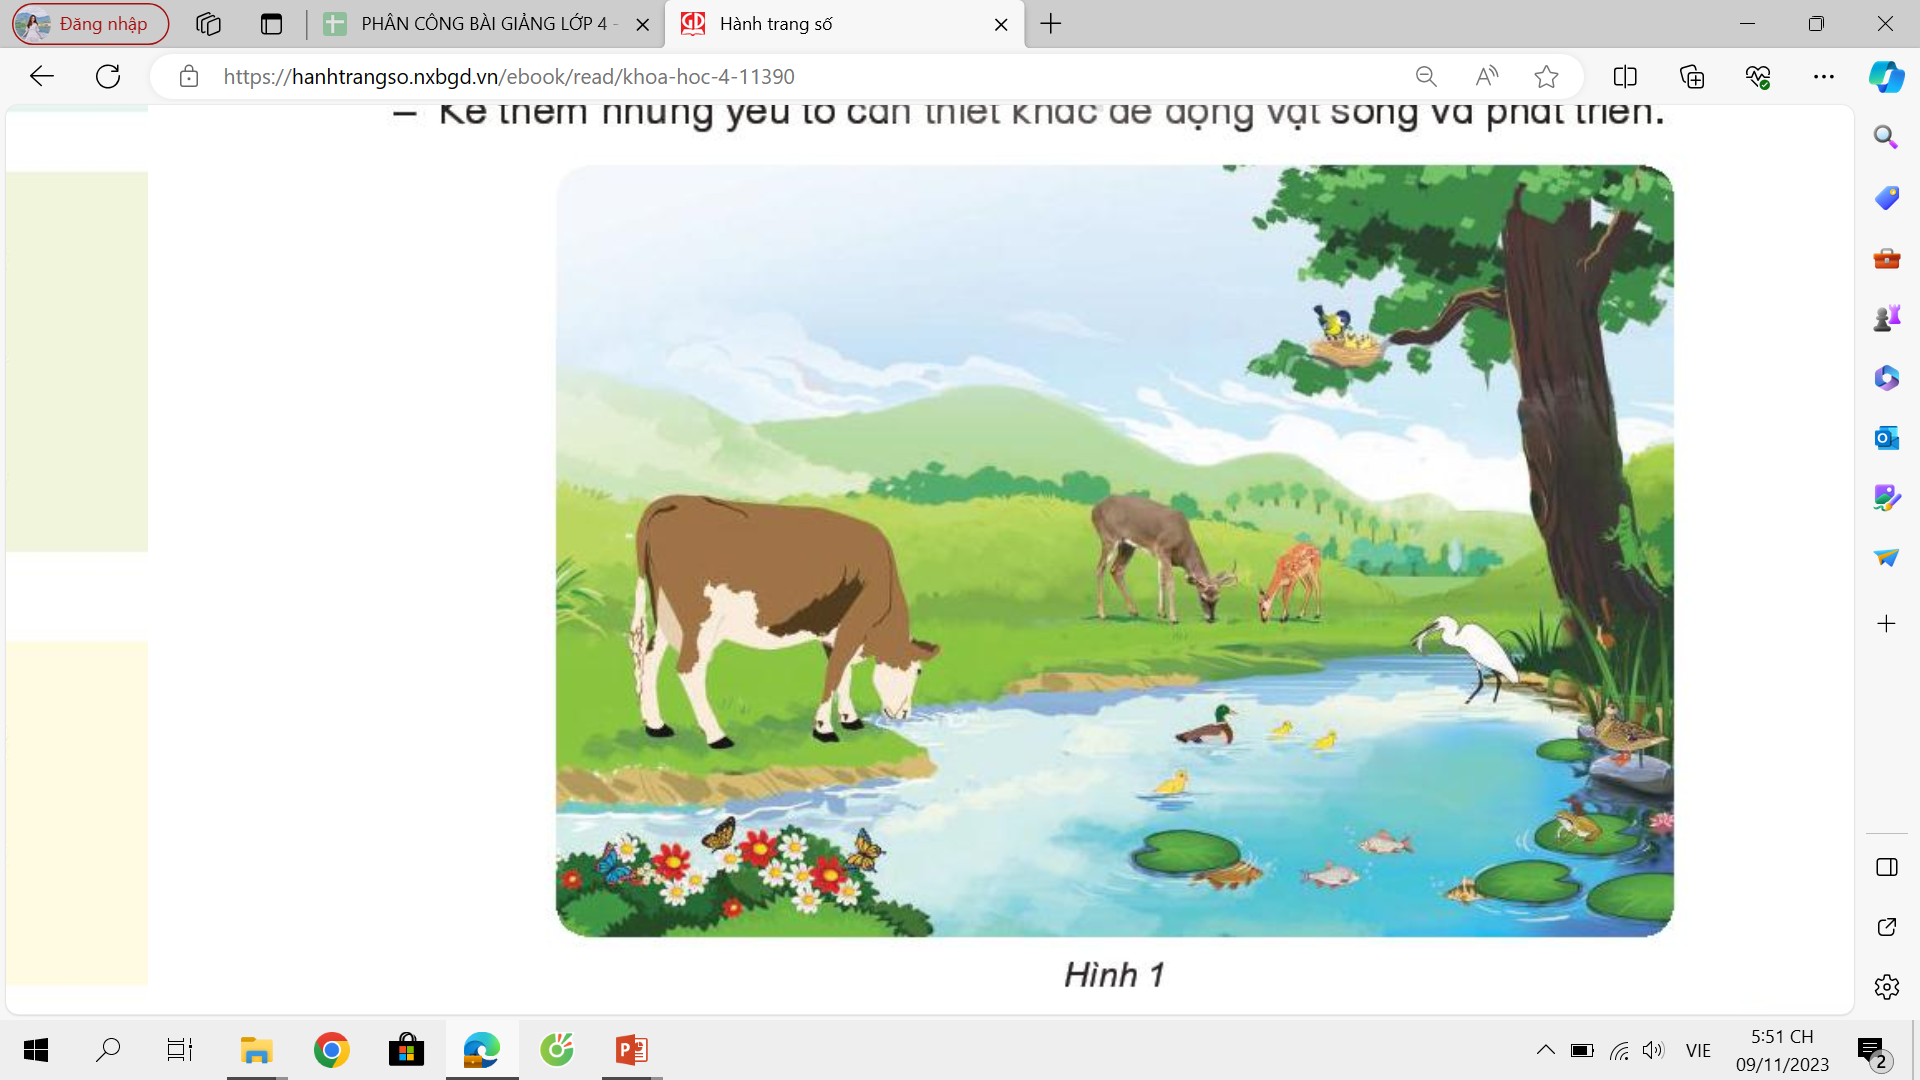 Đăng nhập
PHÂN CÔNG BÀI GIẢNG LỚP 4 -
Hành trang số
https://hanhtrangso.nxbgd.vn/ebook/read/khoa-hoc-4-11390
– Kể thêm những yếu tố cần thiết khác để động vật sống và phát triển.
Hình 1
VIE
5:51 CH
09/11/2023
2